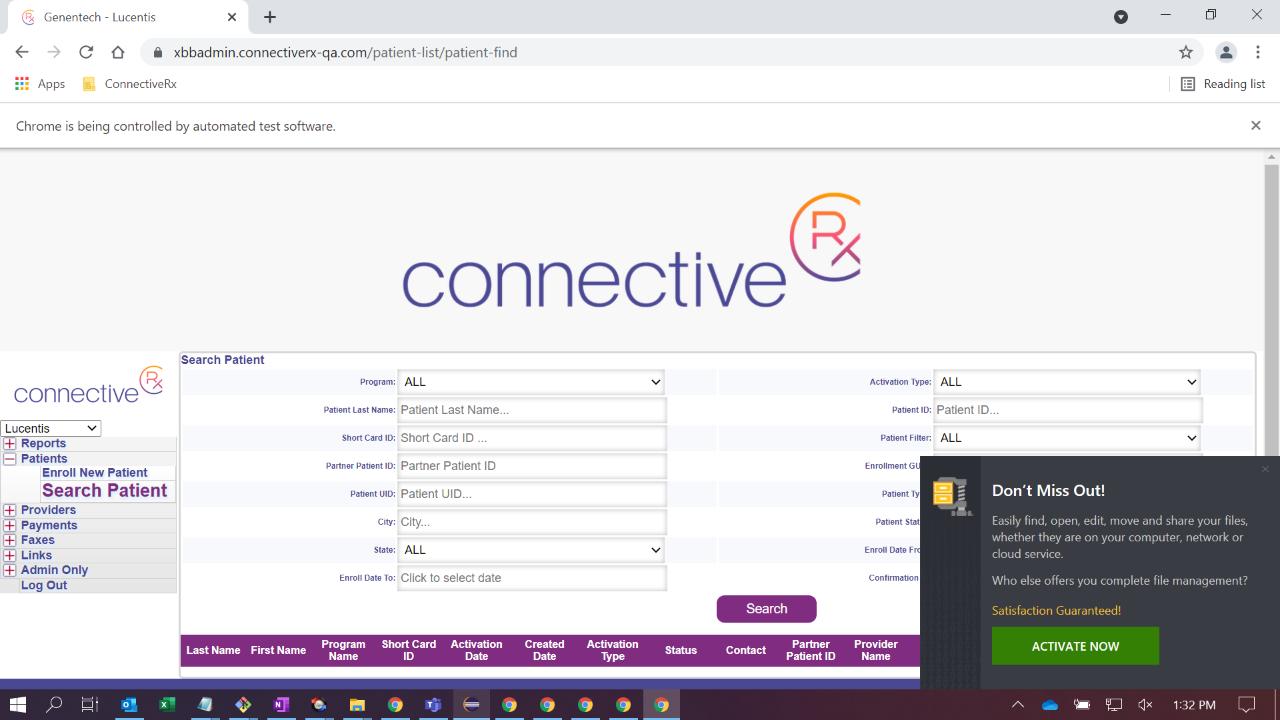 Genentech - Lucentis
xbbadmin.connectiverx-qa.com/patient-list/patient-find
Apps
ConnectiveRx
Reading list
Chrome is being controlled by automated test software.
connective Rx
connective Rx
Lucentis
Reports
Patients
Enroll New Patient
Search Patient
Providers
Payments
Faxes
Links
Admin Only
Log Out
Search Patient
Program: ALL
Activation Type: ALL
Patient Last Name: Patient Last Name...
Patient ID: Patient ID...
Short Card ID: Short Card ID ...
Patient Filter: ALL
Partner Patient ID: Partner Patient ID
Enrollment GU
Patient UID: Patient UID...
Patient Ty
City: City...
Patient Stat
State: ALL
Enroll Date Fro
Enroll Date To: Click to select date
Confirmation
Search
Last Name First Name Program Name Short Card ID Activation Date Created Date Activation Type Status Contact Partner Patient ID Provider Name
Don't Miss Out!
Easily find, open, edit, move and share your files,
whether they are on your computer, network or
cloud service.
Who else offers you complete file management?
Satisfaction Guaranteed!
ACTIVATE NOW
1:32 PM